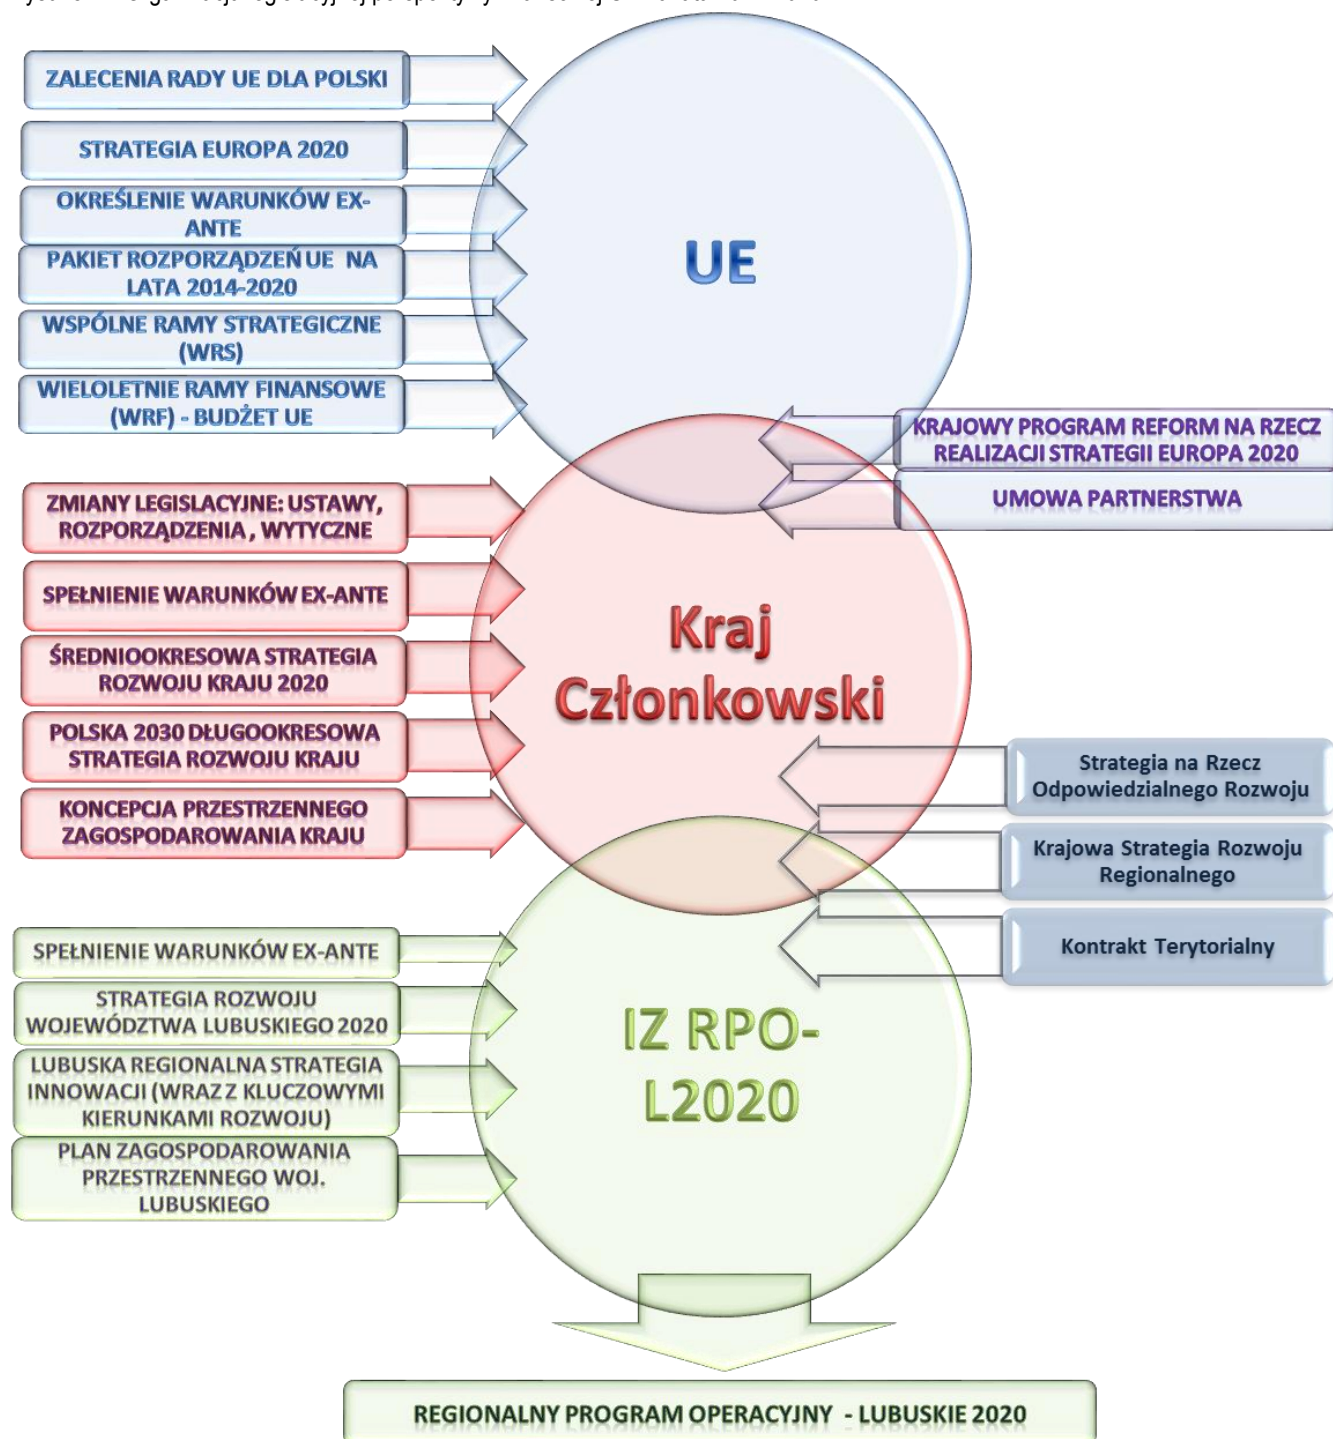 ZALECENIA RADY UE DLA POLSKI
STRATEGIA EUROPA 2020
OKREŚLENIE WARUNKÓW EX-
ANTE
PAKIET ROZPORZĄDZEŃ UE NA
LATA 2014-2020
WSPÓLNE RAMY STRATEGICZNE
(WRS)
WIELOLETNIE RAMY FINANSOWE
(WRF) - BUDŻET UE
UE
KRAJOWY PROGRAM REFORM NA RZECZ
REALIZACJI STRATEGII EUROPA 2020
UMOWA PARTNERSTWA
ZMIANY LEGISLACYJNE: USTAWY,
ROZPORZĄDZENIA , WYTYCZNE
SPEŁNIENIE WARUNKÓW EX-ANTE
ŚREDNIOOKRESOWA STRATEGIA
ROZWOJU KRAJU 2020
POLSKA 2030 DŁUGOOKRESOWA
STRATEGIA ROZWOJU KRAJU
KONCEPCJA PRZESTRZENNEGO
ZAGOSPODAROWANIA KRAJU
Kraj
Członkowski
Strategia na Rzecz
Odpowiedzialnego Rozwoju
Krajowa Strategia Rozwoju
Regionalnego
Kontrakt Terytorialny
SPEŁNIENIE WARUNKÓW EX-ANTE
STRATEGIA ROZWOJU
WOJEWÓDZTWA LUBUSKIEGO 2020
LUBUSKA REGIONALNA STRATEGIA
INNOWACJI (WRAZ Z KLUCZOWYMI
KIERUNKAMI ROZWOJU)
PLAN ZAGOSPODAROWANIA
PRZESTRZENNEGO WOJ.
LUBUSKIEGO
IZ RPO-
L2020
REGIONALNY PROGRAM OPERACYJNY - LUBUSKIE 2020